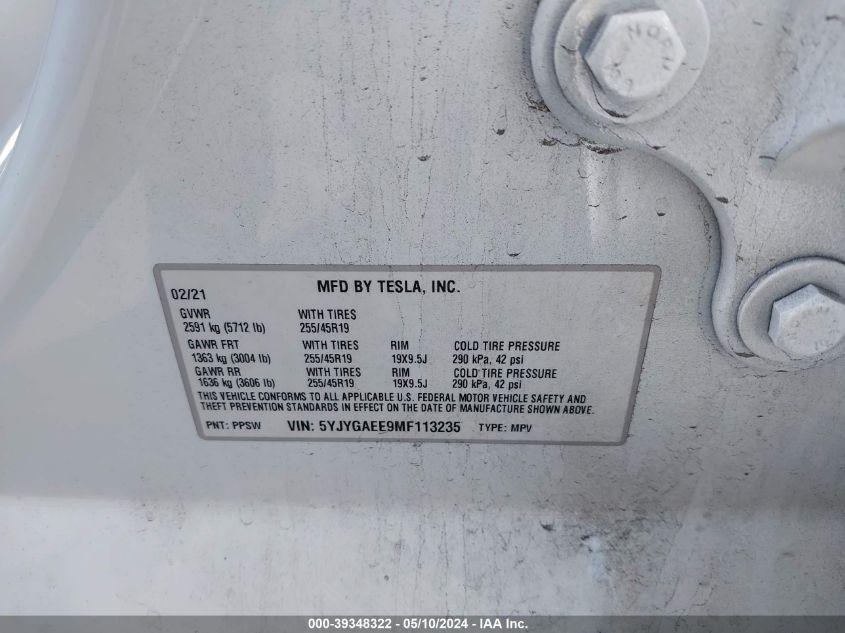 NORM
02/21 MFD BY TESLA, INC.
GVWR WITH TIRES
2591 kg (5712 lb) 255/45R19
GAWR FRT WITH TIRES RIM COLD TIRE PRESSURE
1363 kg (3004 lb) 255/45R19 19X9.5J 290 kPa, 42 psi
GAWR RR WITH TIRES RIM COLD TIRE PRESSURE
1636 kg (3606 lb) 255/45R19 19X9.5J 290 kPa, 42 psi
THIS VEHICLE CONFORMS TO ALL APPLICABLE U.S. FEDERAL MOTOR VEHICLE SAFETY AND
THEFT PREVENTION STANDARDS IN EFFECT ON THE DATE OF MANUFACTURE SHOWN ABOVE.
PNT: PPSW VIN: 5YJYGAEE9MF113235 TYPE: MPV
000-39348322 - 05/10/2024 - IAA Inc.